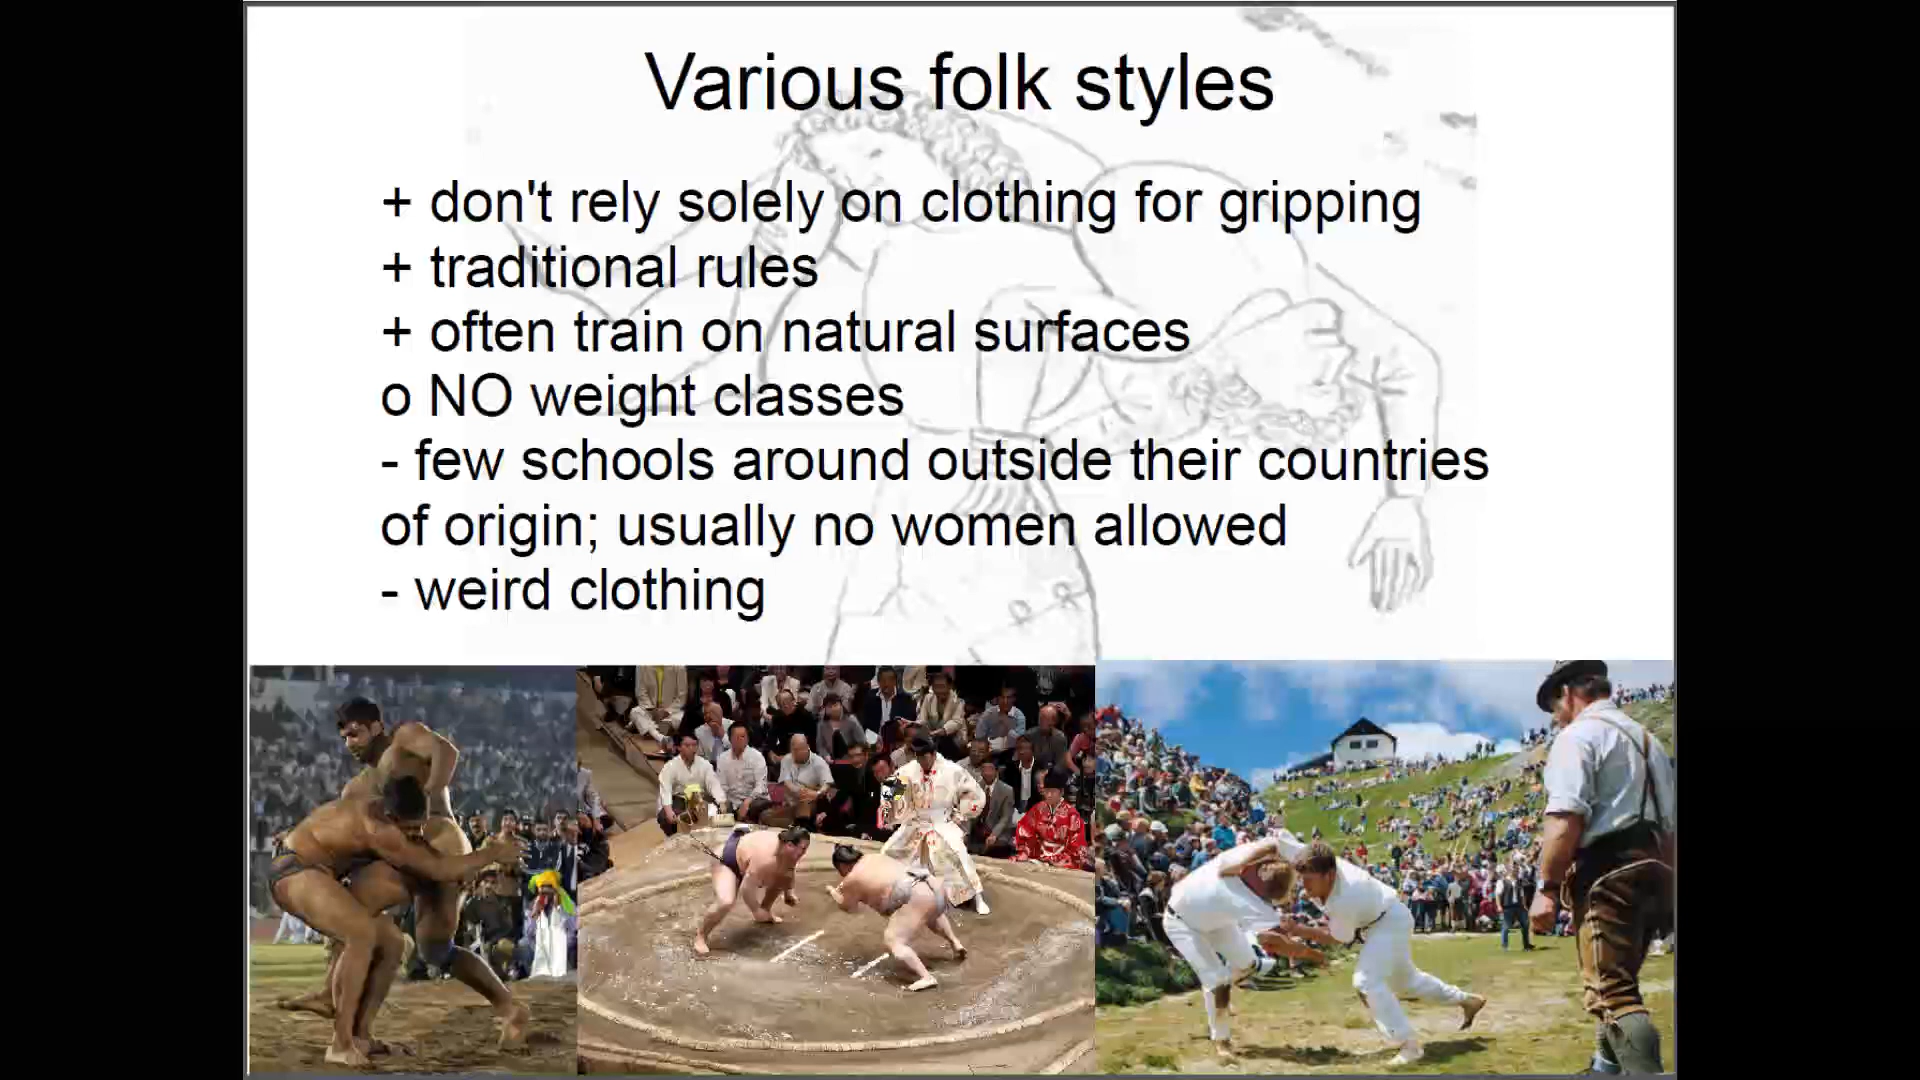 Various folk styles
+ don't rely solely on clothing for gripping
+ traditional rules
+ often train on natural surfaces
o NO weight classes
- few schools around outside their countries
of origin; usually no women allowed
- weird clothing